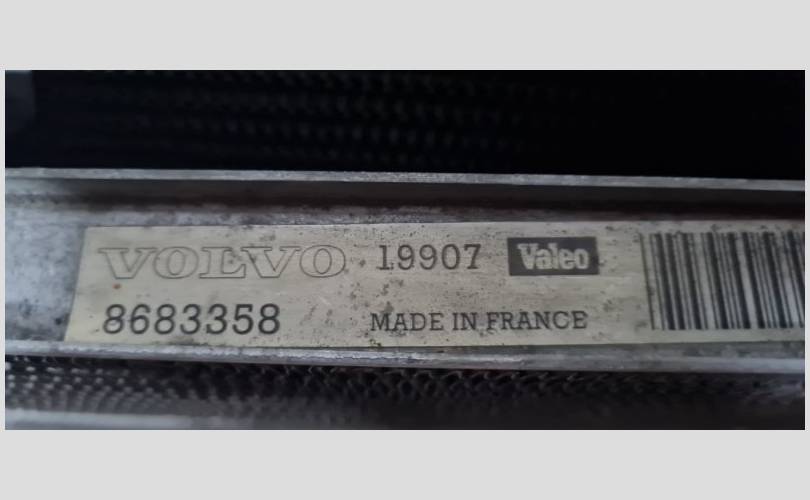 VOLVO 19907 Valeo
8683358 MADE IN FRANCE